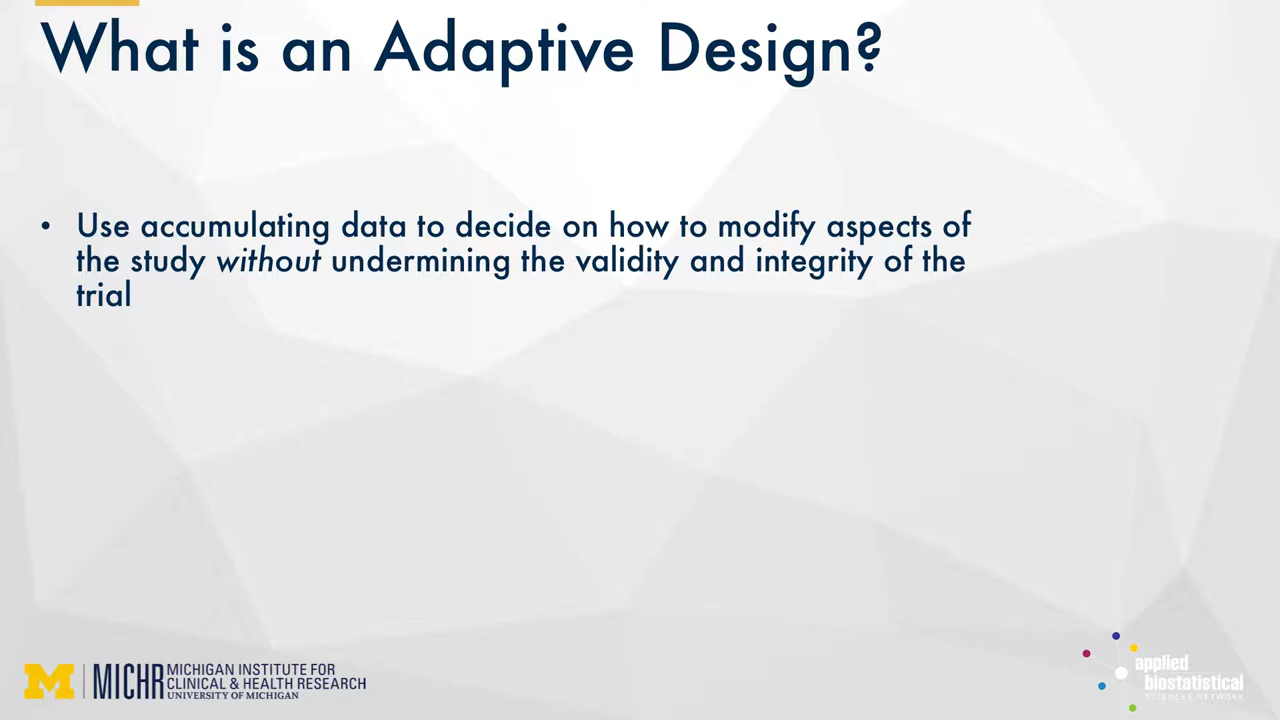 What is an Adaptive Design?
• Use accumulating data to decide on how to modify aspects of
the study without undermining the validity and integrity of the
trial
M
MICHR
MICHIGAN INSTITUTE FOR
CLINICAL & HEALTH RESEARCH
UNIVERSITY OF MICHIGAN
applied
biostatistical
SCIENCES NETWORK